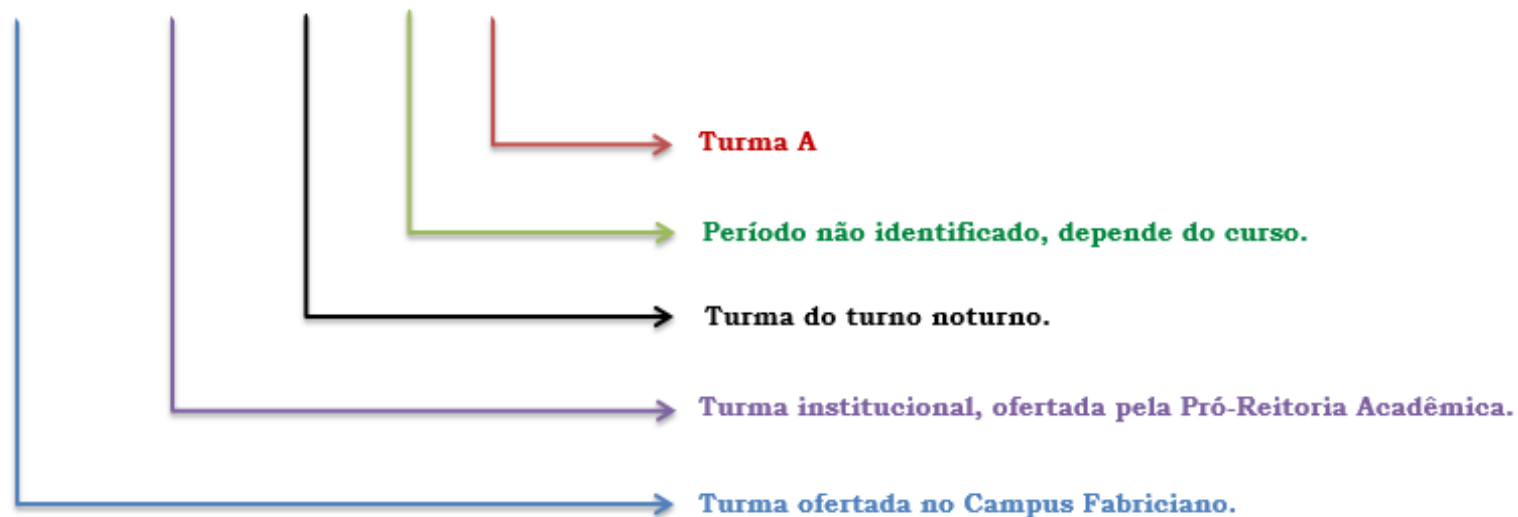 Turma A
Período não identificado, depende do curso.
Turma do turno noturno.
Turma institucional, ofertada pela Pró-Reitoria Acadêmica.
Turma ofertada no Campus Fabriciano.